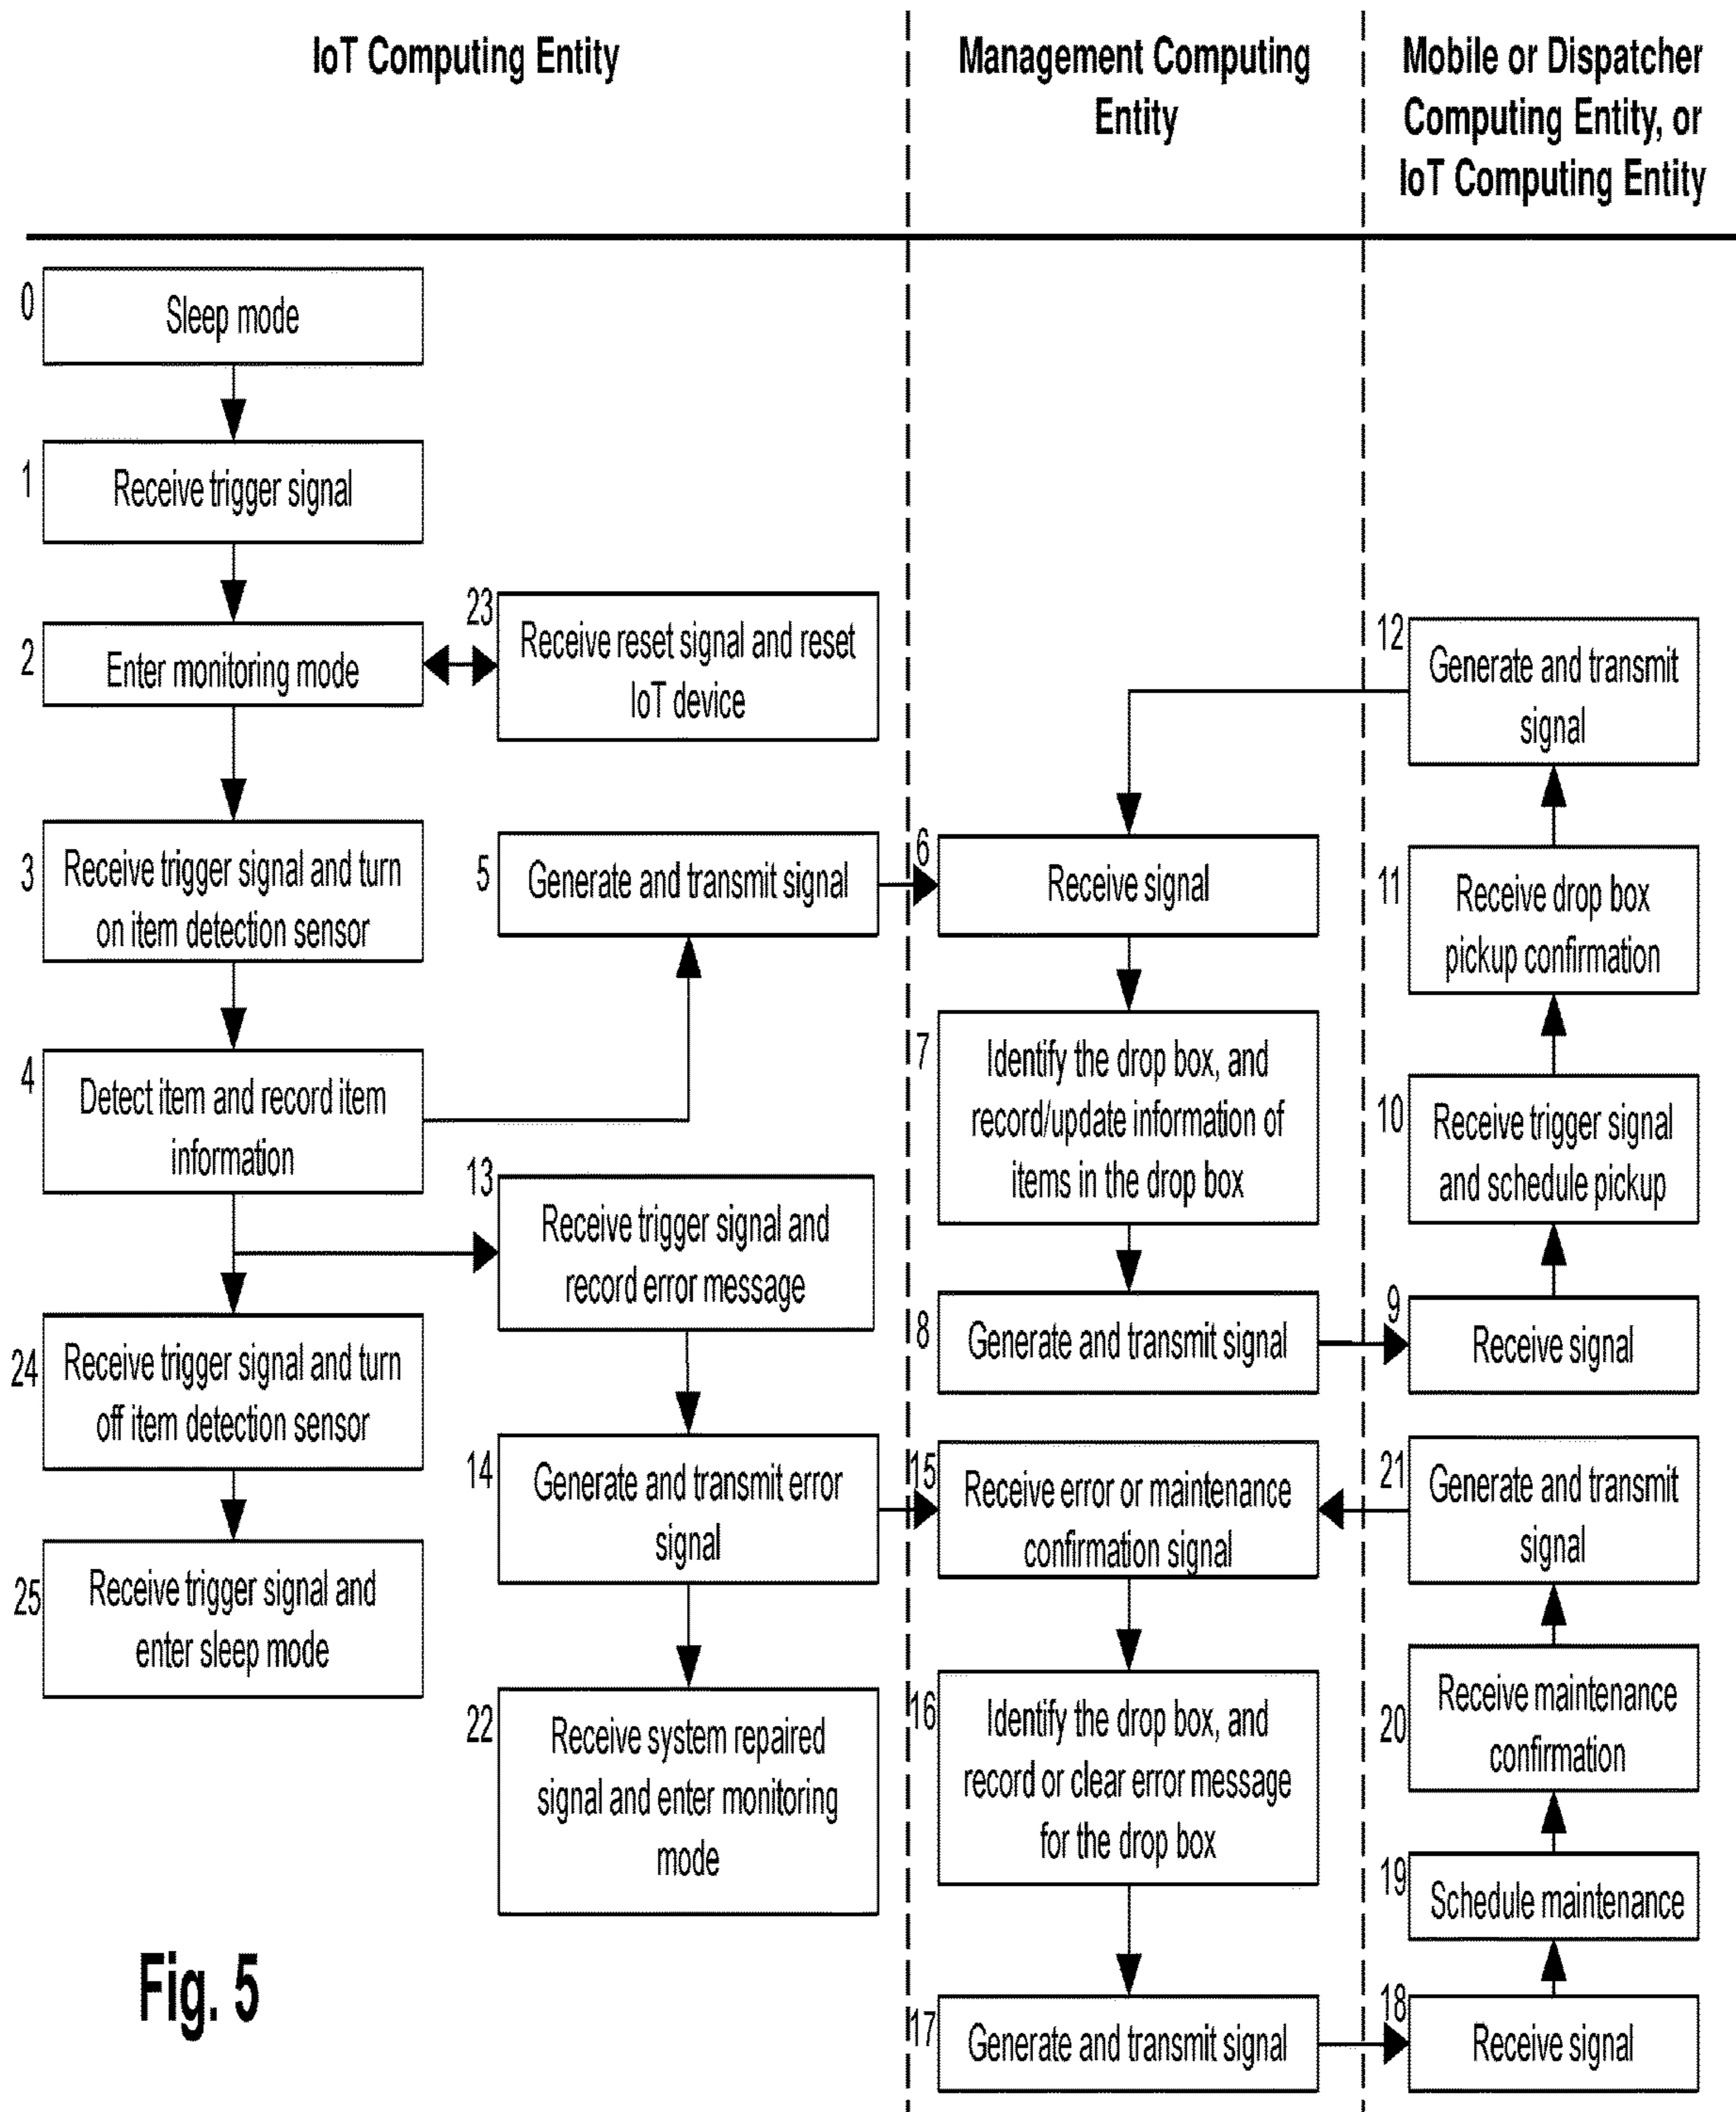 IoT Computing Entity
Management Computing
Entity
Mobile or Dispatcher
Computing Entity, or
IoT Computing Entity
0
Sleep mode
1
Receive trigger signal
2
Enter monitoring mode
23
Receive reset signal and reset
IoT device
3
Receive trigger signal and turn
on item detection sensor
4
Detect item and record item
information
5
Generate and transmit signal
6
Receive signal
7
Identify the drop box, and
record/update information of
items in the drop box
8
Generate and transmit signal
9
Receive signal
10
Receive trigger signal
and schedule pickup
11
Receive drop box
pickup confirmation
12
Generate and transmit
signal
13
Receive trigger signal and
record error message
14
Generate and transmit error
signal
15
Receive error or maintenance
confirmation signal
16
Identify the drop box, and
record or clear error message
for the drop box
17
Generate and transmit signal
18
Receive signal
19
Schedule maintenance
20
Receive maintenance
confirmation
21
Generate and transmit
signal
22
Receive system repaired
signal and enter monitoring
mode
24
Receive trigger signal and turn
off item detection sensor
25
Receive trigger signal and
enter sleep mode
Fig. 5